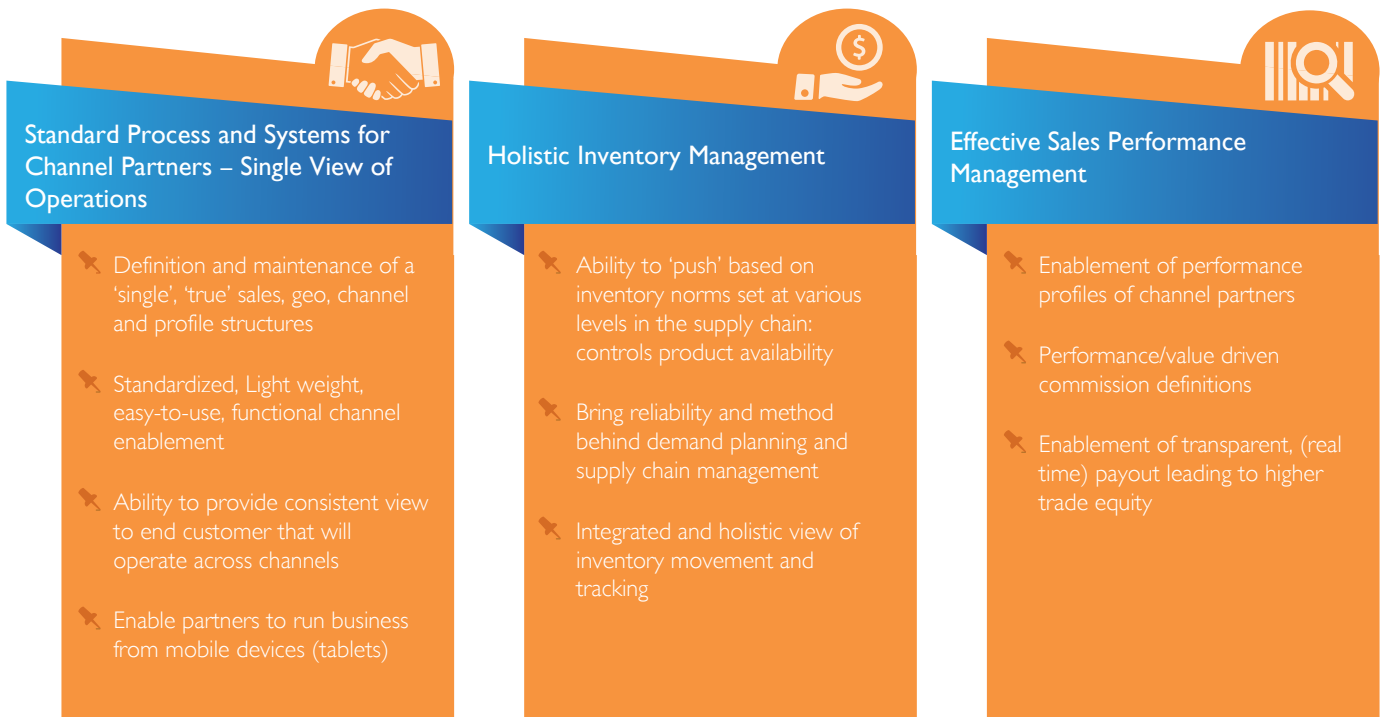 Standard Process and Systems for
Channel Partners – Single View of
Operations
Definition and maintenance of a
‘single’, ‘true’ sales, geo, channel
and profile structures
Standardized, Light weight,
easy-to-use, functional channel
enablement
Ability to provide consistent view
to end customer that will
operate across channels
Enable partners to run business
from mobile devices (tablets)
$
Holistic Inventory Management
Ability to ‘push’ based on
inventory norms set at various
levels in the supply chain:
controls product availability
Bring reliability and method
behind demand planning and
supply chain management
Integrated and holistic view of
inventory movement and
tracking
Effective Sales Performance
Management
Enablement of performance
profiles of channel partners
Performance/value driven
commission definitions
Enablement of transparent, (real
time) payout leading to higher
trade equity